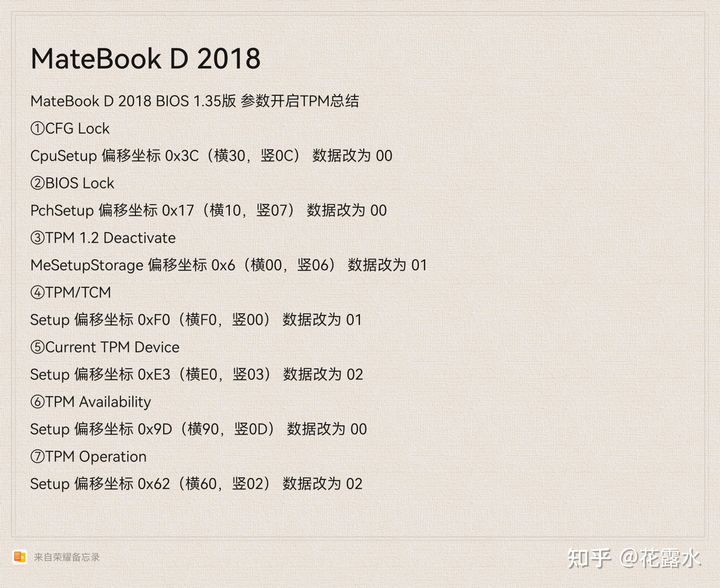 MateBook D 2018
MateBook D 2018 BIOS 1.35版 参数开启TPM总结
①CFG Lock
CpuSetup 偏移坐标 0x3C（横30，竖0C） 数据改为 00
②BIOS Lock
PchSetup 偏移坐标 0x17（横10，竖07） 数据改为 00
③TPM 1.2 Deactivate
MeSetupStorage 偏移坐标 0x6（横00，竖06） 数据改为 01
④TPM/TCM
Setup 偏移坐标 0xF0（横F0，竖00） 数据改为 01
⑤Current TPM Device
Setup 偏移坐标 0xE3（横E0，竖03） 数据改为 02
⑥TPM Availability
Setup 偏移坐标 0x9D（横90，竖0D） 数据改为 00
⑦TPM Operation
Setup 偏移坐标 0x62（横60，竖02） 数据改为 02
来自荣耀备忘录
知乎 @花露水